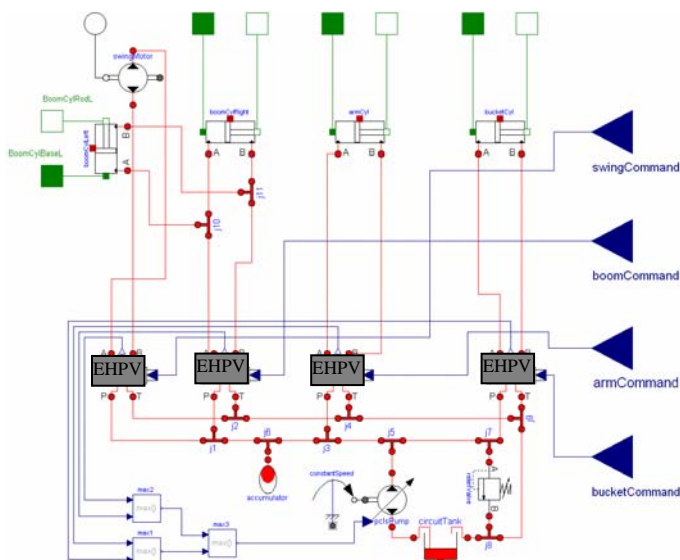 swingMotor
BoomCylRodL
BoomCylBaseL
boomCylLeft
B
A
boomCylRight
A
B
armCyl
A
B
bucketCyl
A
B
swingCommand
boomCommand
armCommand
bucketCommand
j11
j10
A
B
EHPV
P
T
A
B
EHPV
P
T
A
B
EHPV
P
T
A
B
EHPV
P
T
j2
j4
j1
j6
j3
j5
j7
accumulator
constantSpeed
pclsPump
circuitTank
A
B
j8
max2
max()
max1
max()
max3
max()